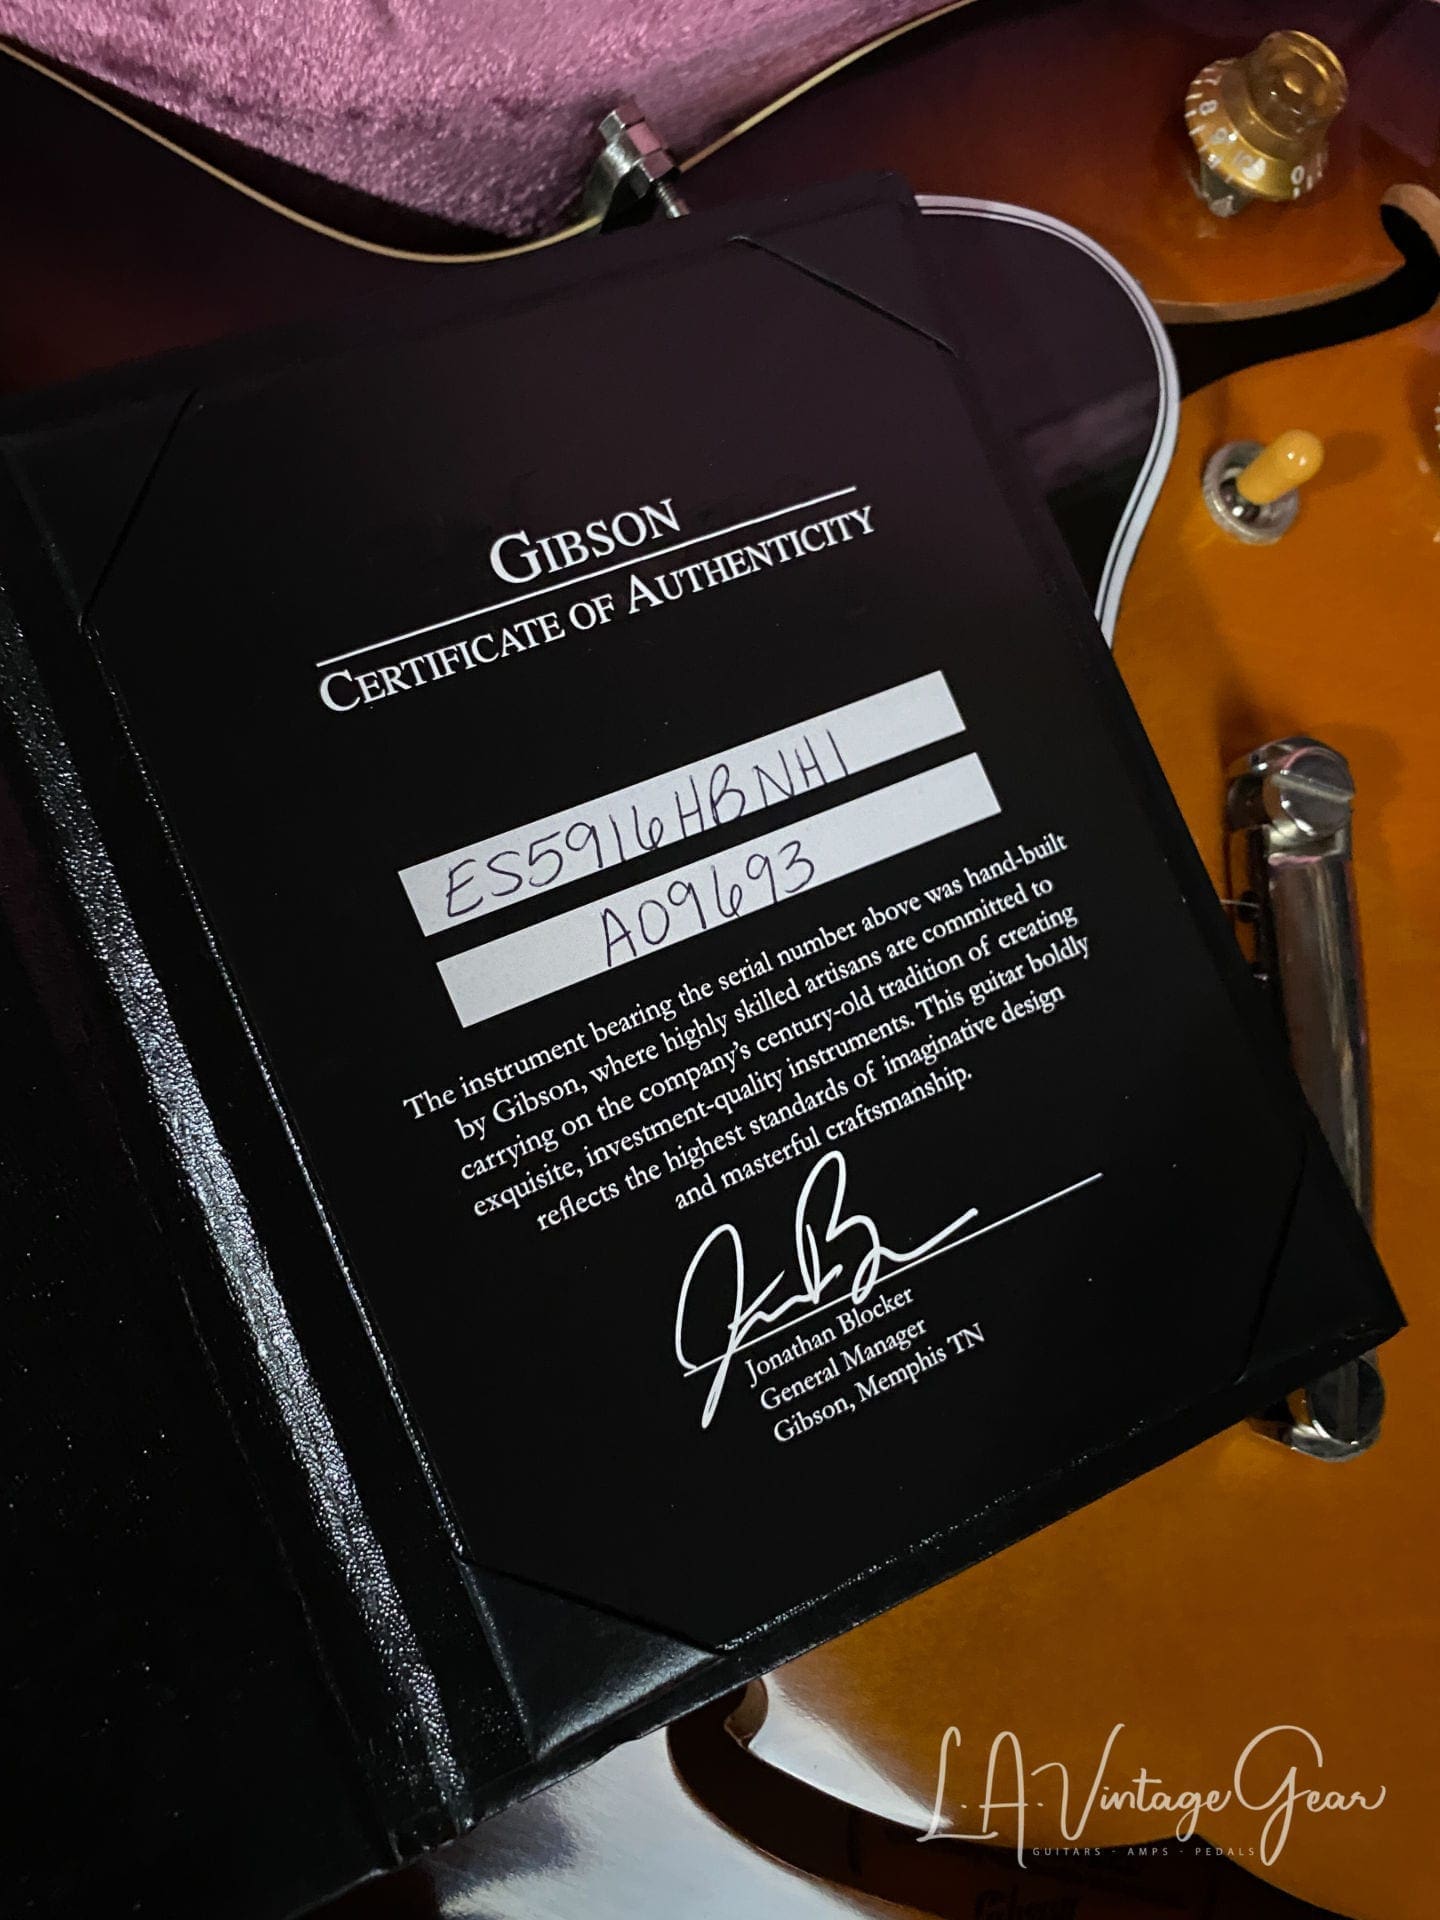 GIBSON
CERTIFICATE OF AUTHENTICITY
ES5916HBNH1
A09693
The instrument bearing the serial number above was hand-built
by Gibson, where highly skilled artisans are committed to
carrying on the company's century-old tradition of creating
exquisite, investment-quality instruments. This guitar boldly
reflects the highest standards of imaginative design
and masterful craftsmanship.
Jonathan Blocker
General Manager
Gibson, Memphis TN
L.A. Vintage Gear
GUITARS - AMPS - PEDALS
Gibson